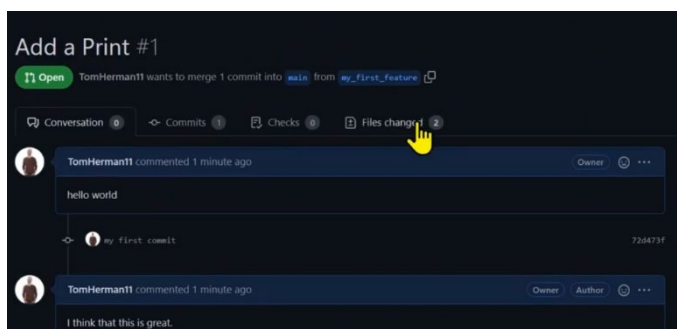 Add a Print #1
Open TomHerman11 wants to merge 1 commit into main from my_first_feature
Conversation 0 Commits 1 Checks 0 Files changed 2
TomHerman11 commented 1 minute ago Owner
hello world
my first commit 72d473f
TomHerman11 commented 1 minute ago Owner Author
I think that this is great.